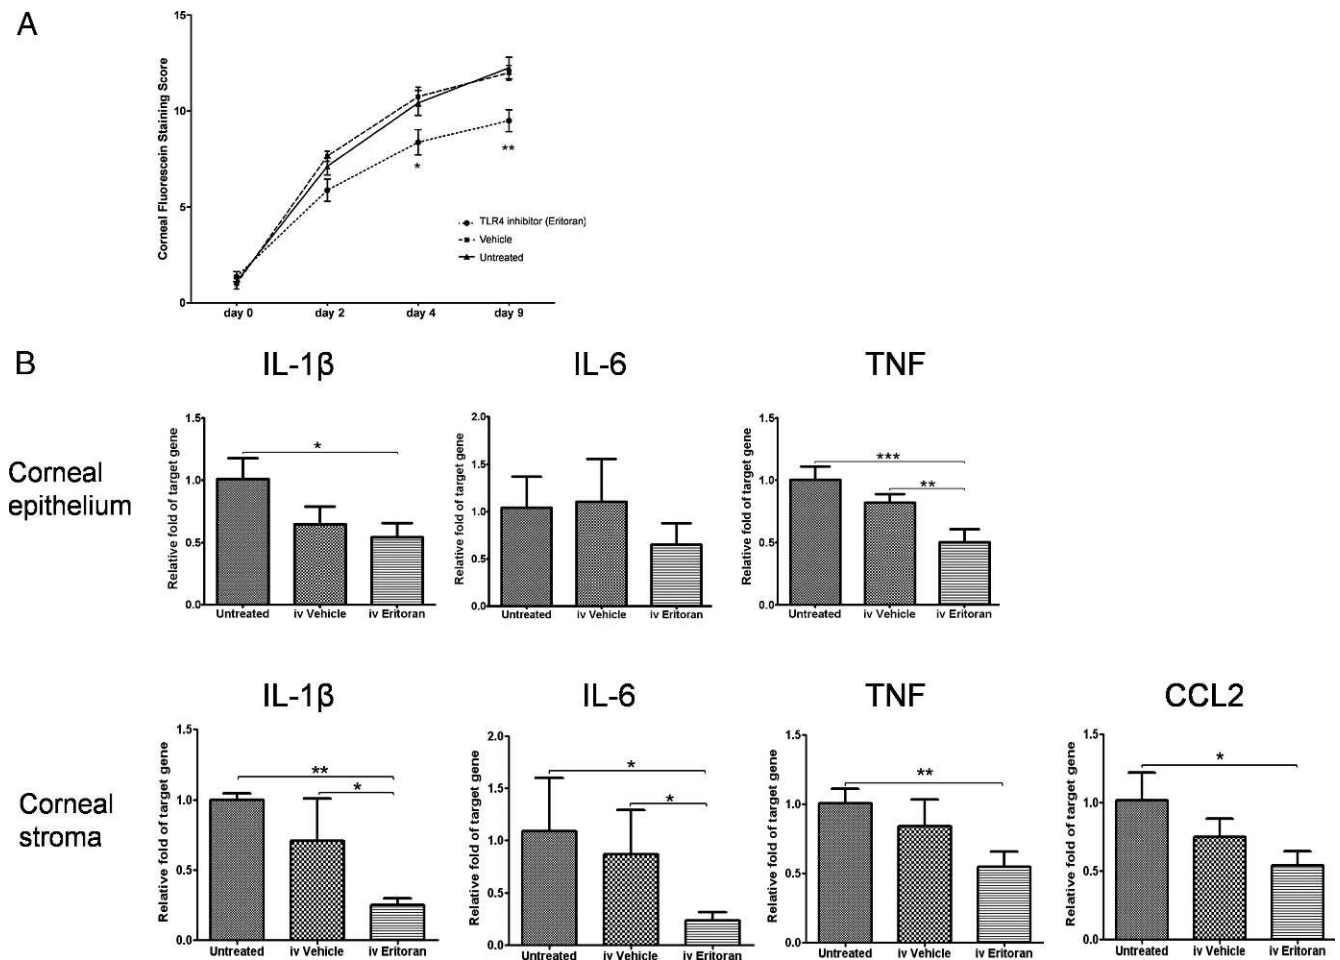 A
Corneal Fluorescein Staining Score
15
10
5
0
*
**
TLR4 inhibitor (Eritoran)
Vehicle
Untreated
day 0 day 2 day 4 day 9
B
IL-1β IL-6 TNF
Corneal
epithelium
Relative fold of target gene
1.5
1.0
0.5
0.0
*
Untreated iv Vehicle iv Eritoran
Relative fold of target gene
2.0
1.5
1.0
0.5
0.0
Untreated iv Vehicle iv Eritoran
Relative fold of target gene
1.5
1.0
0.5
0.0
***
**
Untreated iv Vehicle iv Eritoran
IL-1β IL-6 TNF CCL2
Corneal
stroma
Relative fold of target gene
1.5
1.0
0.5
0.0
**
*
Untreated iv Vehicle iv Eritoran
Relative fold of target gene
2.0
1.5
1.0
0.5
0.0
*
*
Untreated iv Vehicle iv Eritoran
Relative fold of target gene
1.5
1.0
0.5
0.0
**
Untreated iv Vehicle iv Eritoran
Relative fold of target gene
1.5
1.0
0.5
0.0
*
Untreated iv Vehicle iv Eritoran